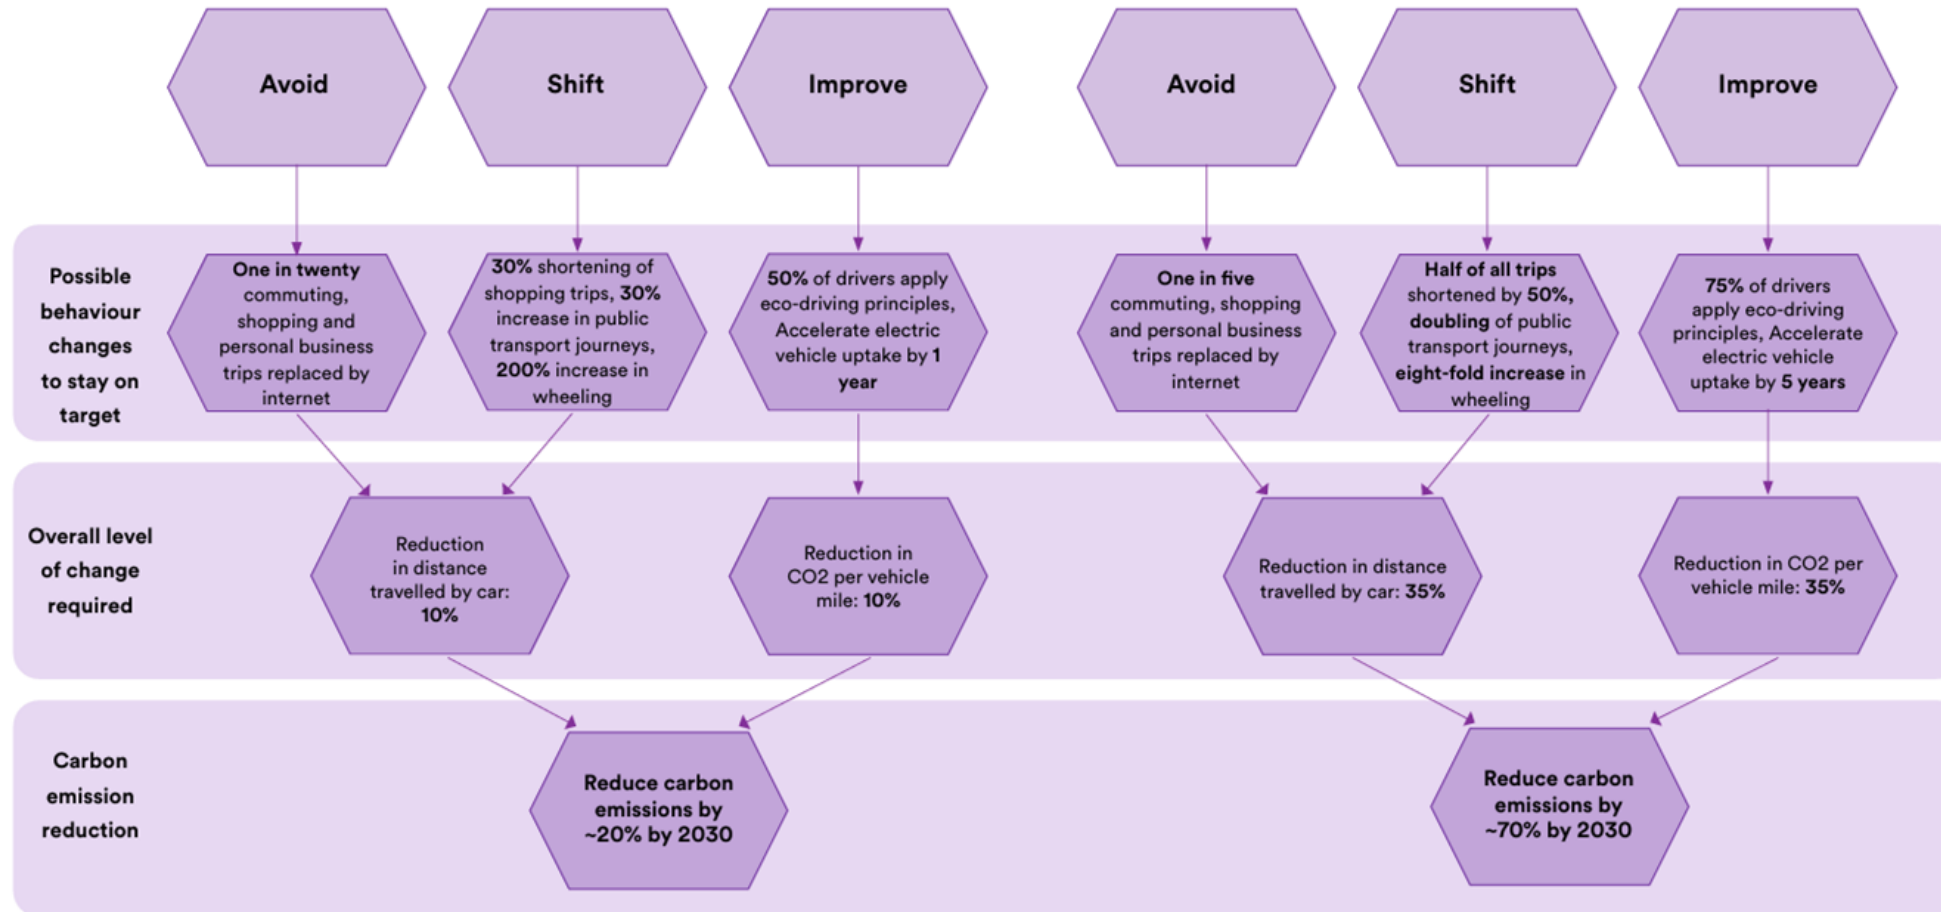 Avoid
Shift
Improve
Avoid
Shift
Improve
Possible
behaviour
changes
to stay on
target
One in twenty
commuting,
shopping and
personal business
trips replaced by
internet
30% shortening of
shopping trips, 30%
increase in public
transport journeys,
200% increase in
wheeling
50% of drivers apply
eco-driving principles,
Accelerate electric
vehicle uptake by 1
year
One in five
commuting, shopping
and personal business
trips replaced by
internet
Half of all trips
shortened by 50%,
doubling of public
transport journeys,
eight-fold increase in
wheeling
75% of drivers
apply eco-driving
principles, Accelerate
electric vehicle
uptake by 5 years
Overall level
of change
required
Reduction
in distance
travelled by car:
10%
Reduction in
CO2 per vehicle
mile: 10%
Reduction in distance
travelled by car: 35%
Reduction in CO2 per
vehicle mile: 35%
Carbon
emission
reduction
Reduce carbon
emissions by
~20% by 2030
Reduce carbon
emissions by
~70% by 2030